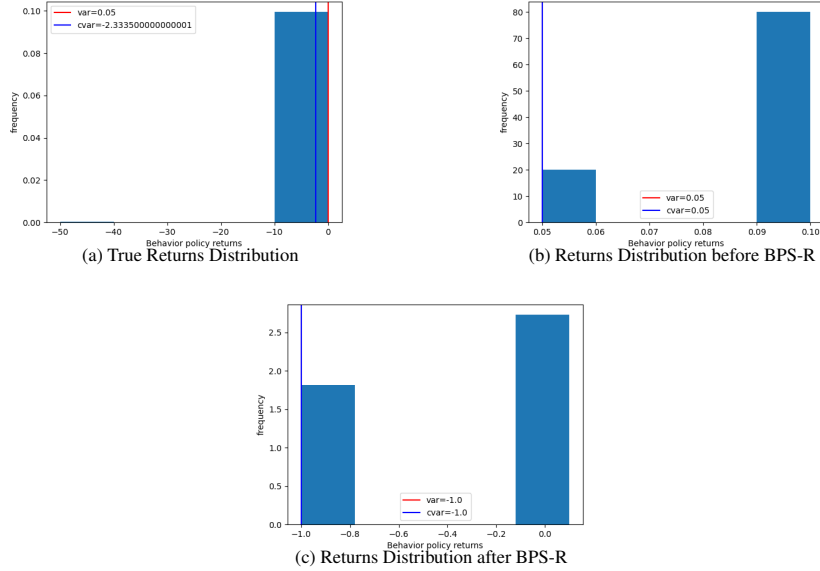 0.10
0.08
0.06
0.04
0.02
0.00
frequency
var=0.05
cvar=-2.333500000000001
−50
−40
−30
−20
−10
0
Behavior policy returns
(a) True Returns Distribution
80
70
60
50
40
30
20
10
0
frequency
var=0.05
cvar=0.05
0.05
0.06
0.07
0.08
0.09
0.10
Behavior policy returns
(b) Returns Distribution before BPS-R
2.5
2.0
1.5
1.0
0.5
0.0
frequency
var=-1.0
cvar=-1.0
−1.0
−0.8
−0.6
−0.4
−0.2
0.0
Behavior policy returns
(c) Returns Distribution after BPS-R